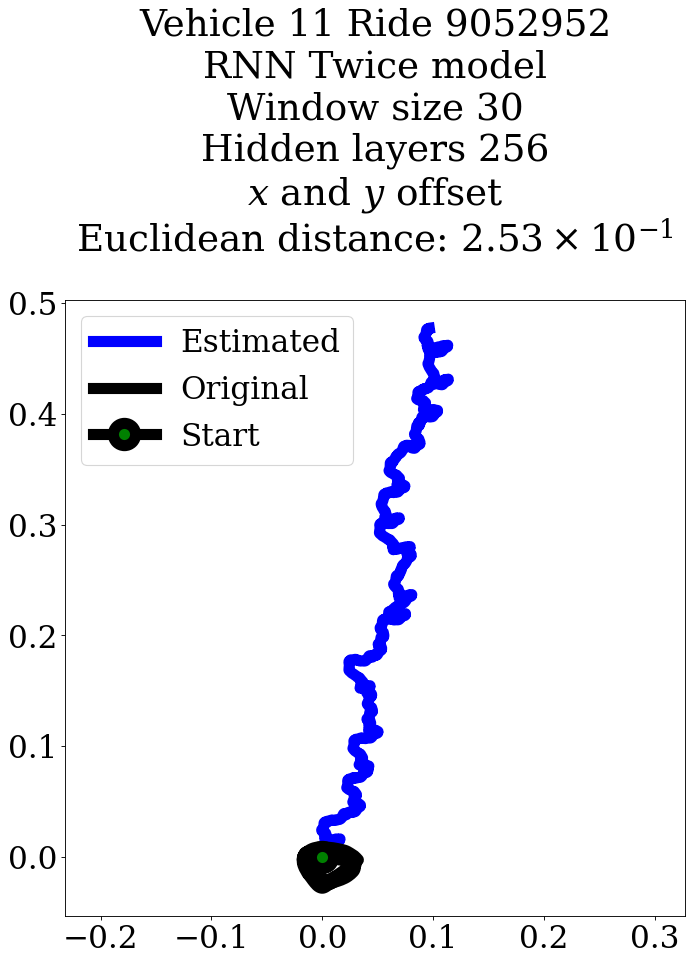 Vehicle 11 Ride 9052952
RNN Twice model
Window size 30
Hidden layers 256
x and y offset
Euclidean distance: 2.53 × 10⁻¹
Estimated
Original
Start
0.5
0.4
0.3
0.2
0.1
0.0
−0.2
−0.1
0.0
0.1
0.2
0.3